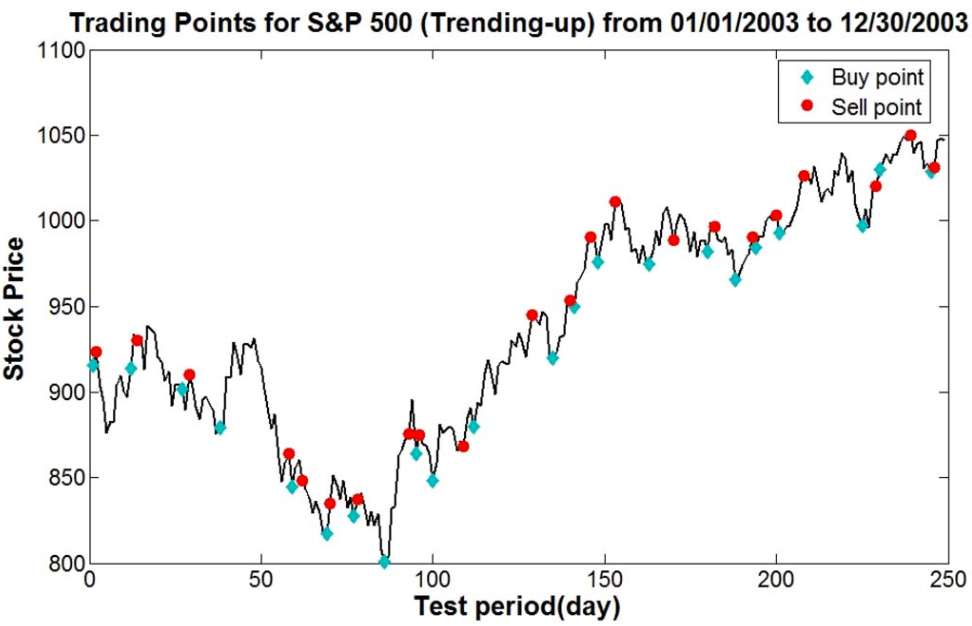 Trading Points for S&P 500 (Trending-up) from 01/01/2003 to 12/30/2003
Buy point
Sell point
Stock Price
1100
1050
1000
950
900
850
800
0 50 100 150 200 250
Test period(day)